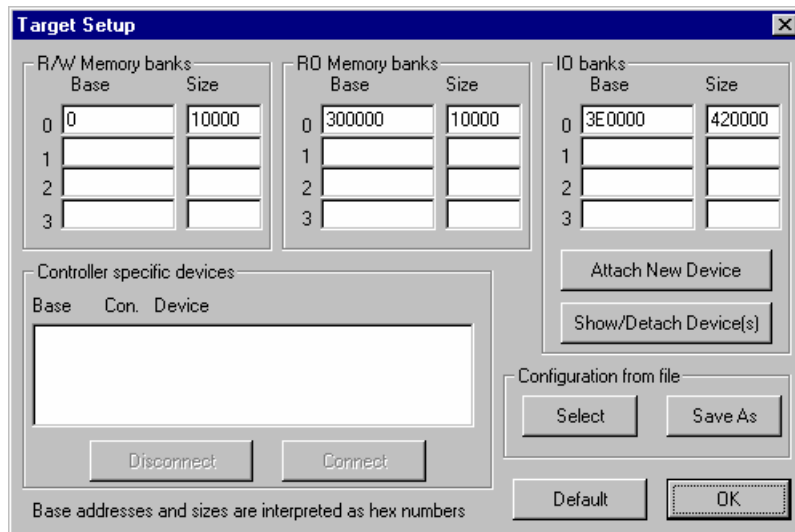 Target Setup
R/W Memory banks
Base Size
0 0 10000
1
2
3
RO Memory banks
Base Size
0 300000 10000
1
2
3
IO banks
Base Size
0 3E0000 420000
1
2
3
Attach New Device
Show/Detach Device(s)
Controller specific devices
Base Con. Device
Disconnect Connect
Base addresses and sizes are interpreted as hex numbers
Configuration from file
Select Save As
Default OK